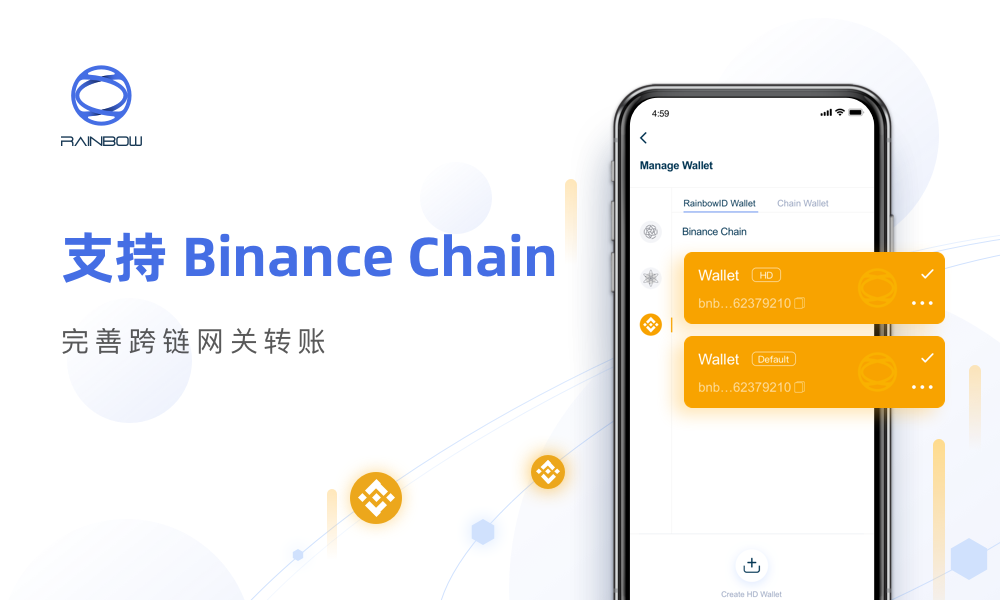 RAINBOW
支持 Binance Chain
完善跨链网关转账
4:59
Manage Wallet
RainbowID Wallet
Chain Wallet
Binance Chain
Wallet HD
bnb...62379210
Wallet Default
bnb...62379210
Create HD Wallet